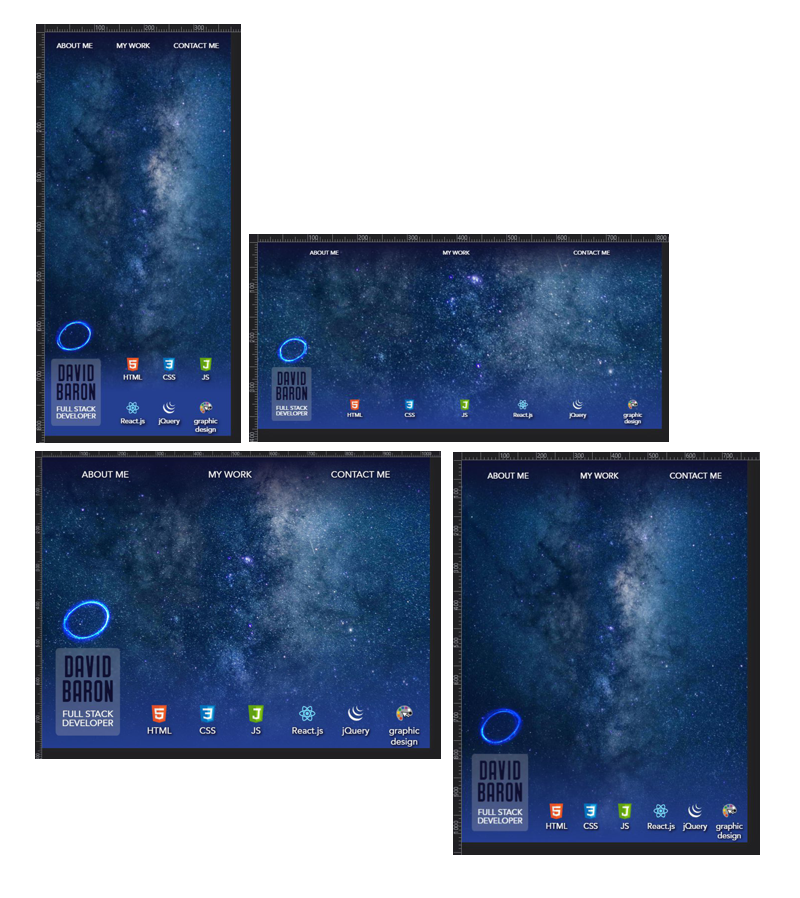 ABOUT ME MY WORK CONTACT ME
HTML CSS JS
DAVID
BARON
FULL STACK
DEVELOPER
React.js jQuery graphic
design
ABOUT ME MY WORK CONTACT ME
DAVID
BARON
FULL STACK
DEVELOPER
HTML CSS JS React.js jQuery graphic
design
ABOUT ME MY WORK CONTACT ME
DAVID
BARON
FULL STACK
DEVELOPER
HTML CSS JS React.js jQuery graphic
design
ABOUT ME MY WORK CONTACT ME
DAVID
BARON
FULL STACK
DEVELOPER
HTML CSS JS React.js jQuery graphic
design